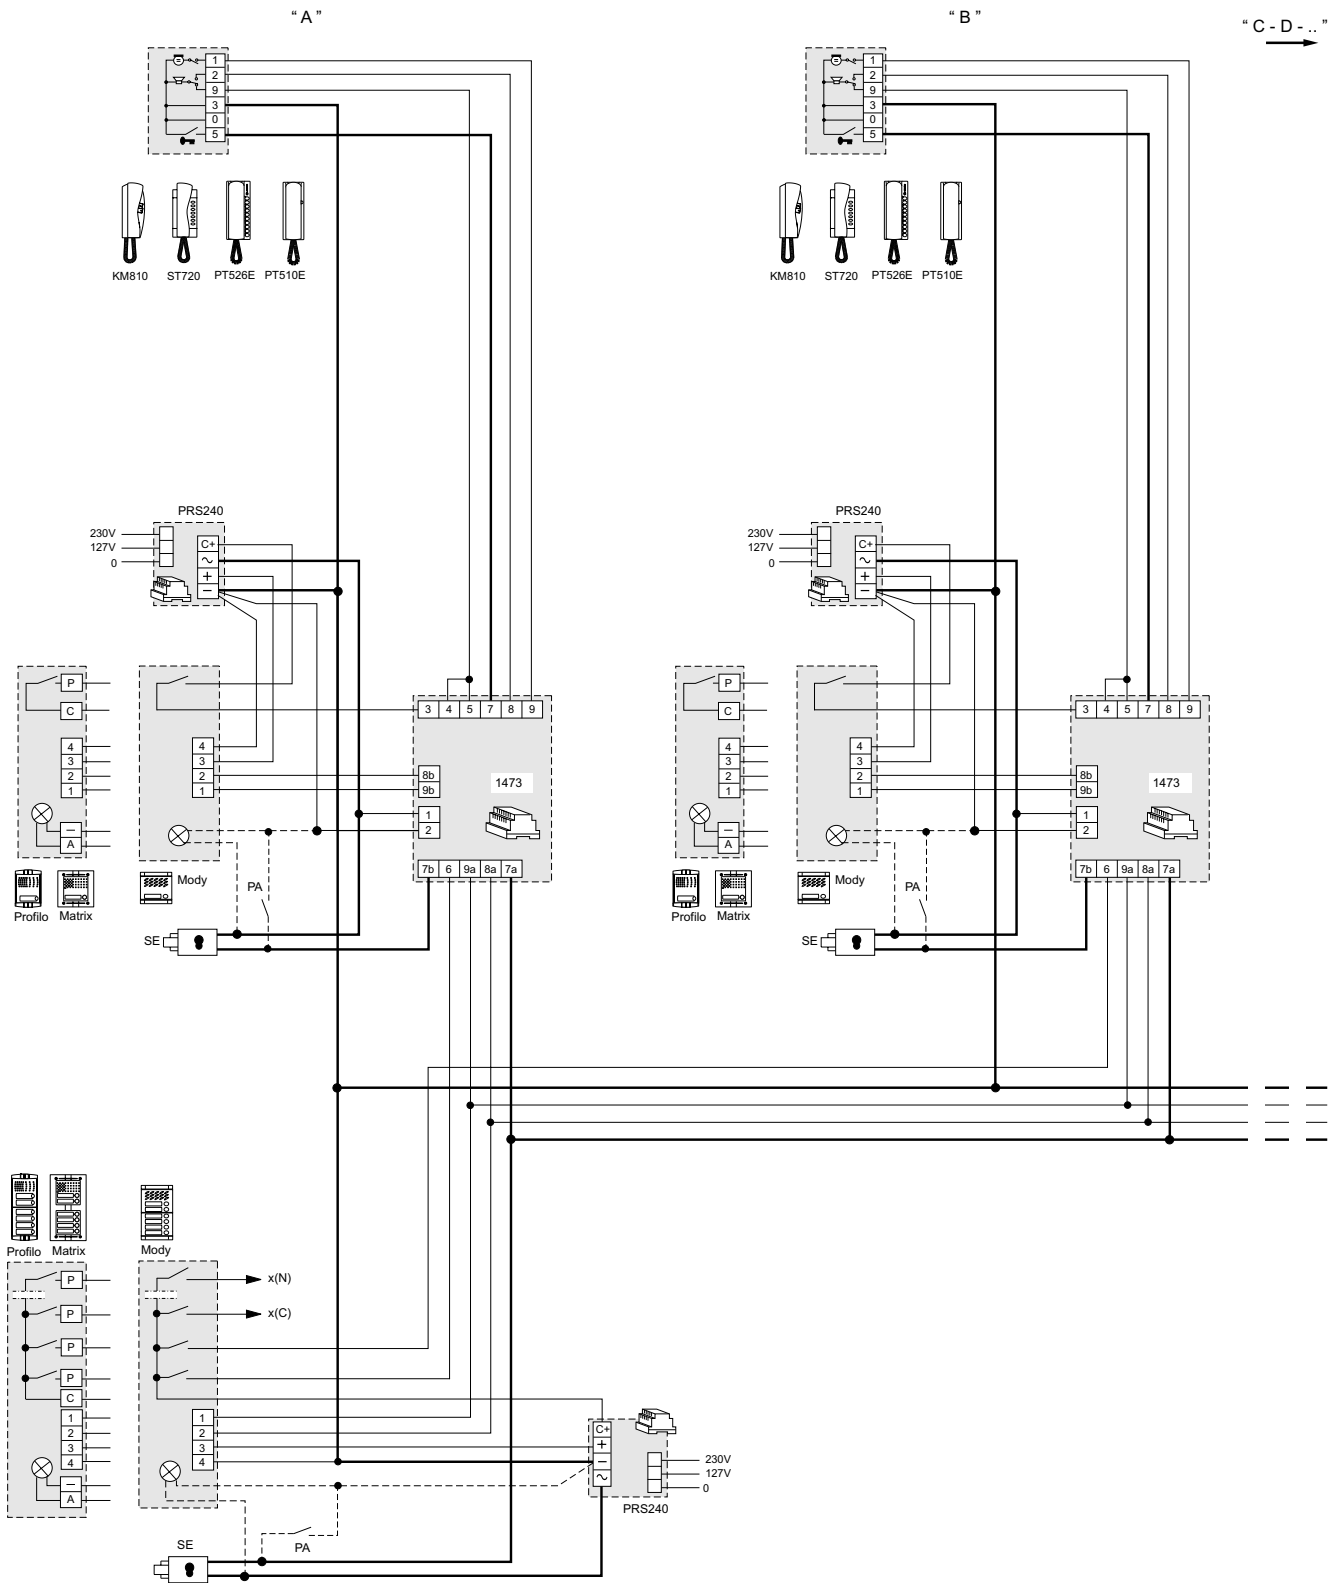 “ A ”
“ B ”
“ C - D - .. ”
1
2
9
3
0
5
1
2
9
3
0
5
KM810 ST720 PT526E PT510E
KM810 ST720 PT526E PT510E
PRS240
230V
127V
0
C+
~
+
–
PRS240
230V
127V
0
C+
~
+
–
P
C
4
3
2
1
–
A
4
3
2
1
3 4 5 7 8 9
8b
9b
1473
1
2
7b 6 9a 8a 7a
Profilo Matrix
Mody
PA
SE
P
C
4
3
2
1
–
A
4
3
2
1
3 4 5 7 8 9
8b
9b
1473
1
2
7b 6 9a 8a 7a
Profilo Matrix
Mody
PA
SE
Profilo Matrix
Mody
P
P
P
P
C
1
2
3
4
–
A
x(N)
x(C)
1
2
3
4
C+
+
–
~
230V
127V
0
PRS240
PA
SE